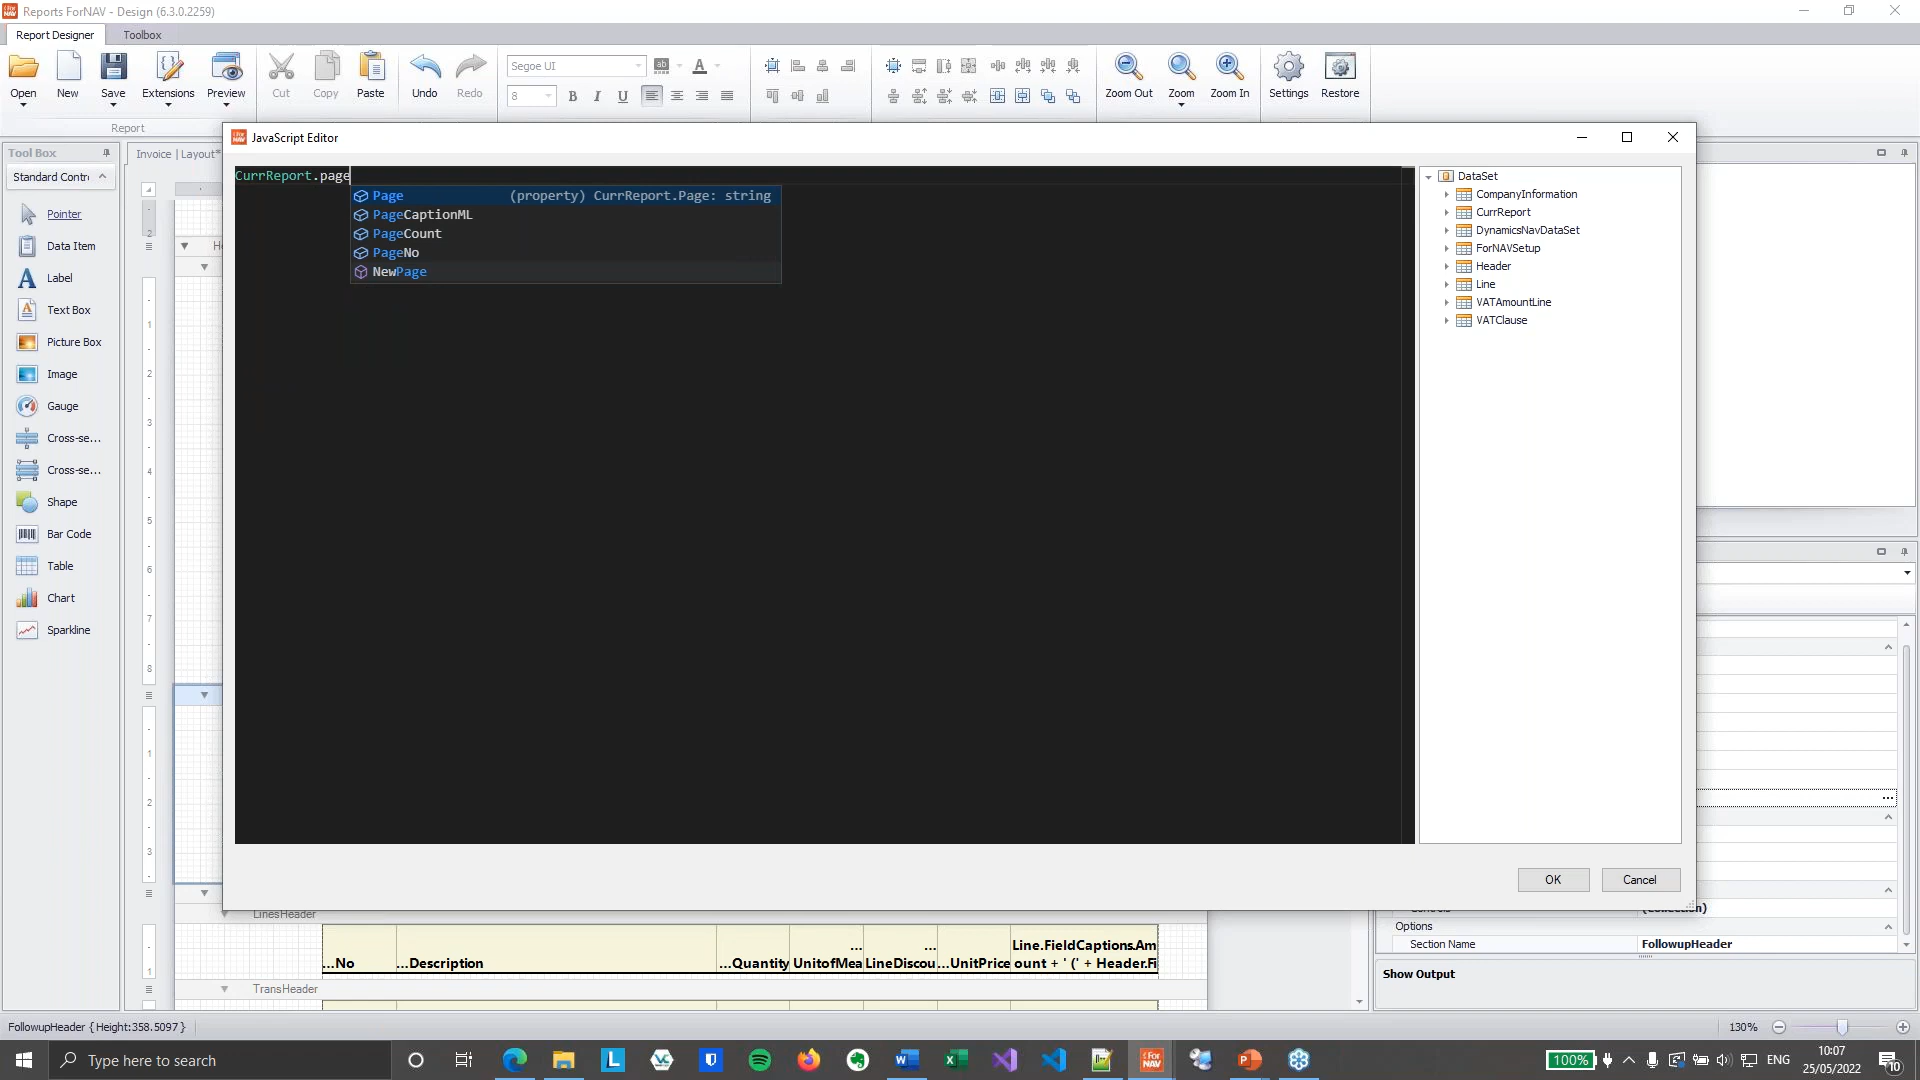 Reports ForNAV - Design (6.3.0.2259)
Report Designer
Toolbox
Open
New
Save
Extensions
Preview
Cut
Copy
Paste
Undo
Redo
Segoe UI
8
B
I
U
Zoom Out
Zoom
Zoom In
Settings
Restore
Report
Tool Box
Standard Contr
Pointer
Data Item
Label
Text Box
Picture Box
Image
Gauge
Cross-se...
Cross-se...
Shape
Bar Code
Table
Chart
Sparkline
Invoice | Layout*
JavaScript Editor
CurrReport.page
Page (property) CurrReport.Page: string
PageCaptionML
PageCount
PageNo
NewPage
DataSet
CompanyInformation
CurrReport
DynamicsNavDataSet
ForNAVSetup
Header
Line
VATAmountLine
VATClause
OK
Cancel
LinesHeader
... ... Line.FieldCaptions.Am
...No ...Description ...Quantity UnitofMea LineDiscou ...UnitPrice ount + ' (' + Header.Fi
TransHeader
Options
Section Name FollowupHeader
Show Output
FollowupHeader {Height:358.5097}
130%
Type here to search
100%
ENG
10:07
25/05/2022
10